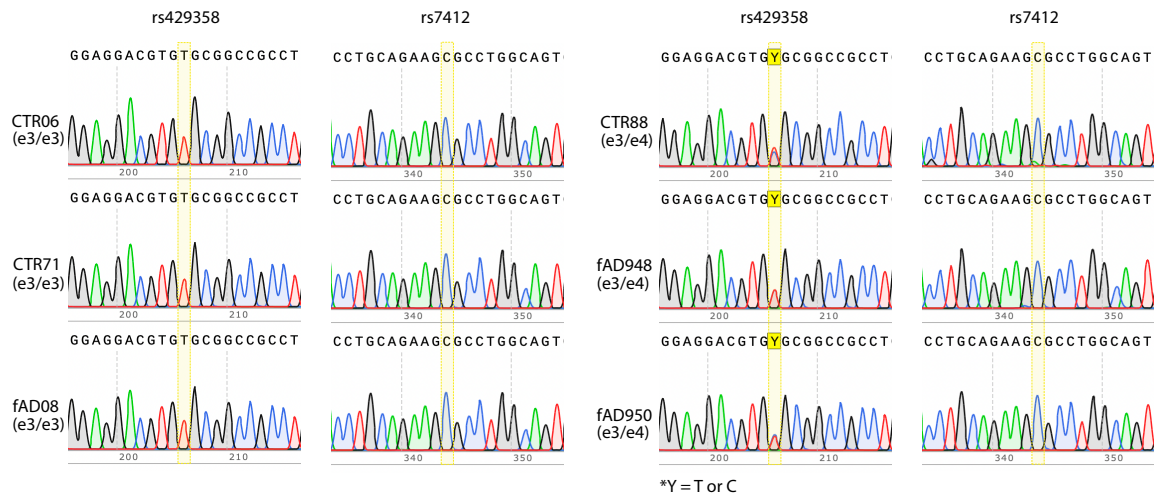 rs429358 rs7412 rs429358 rs7412
GGAGGACGTGTGCGGCCGCCT CCTGCAGAAGCGCCTGGCAGT GGAGGACGTGYGCGGCCGCCT CCTGCAGAAGCGCCTGGCAGT
CTR06
(e3/e3)
CTR88
(e3/e4)
200 210 340 350 200 210 340 350
GGAGGACGTGTGCGGCCGCCT CCTGCAGAAGCGCCTGGCAGT GGAGGACGTGYGCGGCCGCCT CCTGCAGAAGCGCCTGGCAGT
CTR71
(e3/e3)
fAD948
(e3/e4)
200 210 340 350 200 210 340 350
GGAGGACGTGTGCGGCCGCCT CCTGCAGAAGCGCCTGGCAGT GGAGGACGTGYGCGGCCGCCT CCTGCAGAAGCGCCTGGCAGT
fAD08
(e3/e3)
fAD950
(e3/e4)
200 210 340 350 200 210 340 350
*Y = T or C